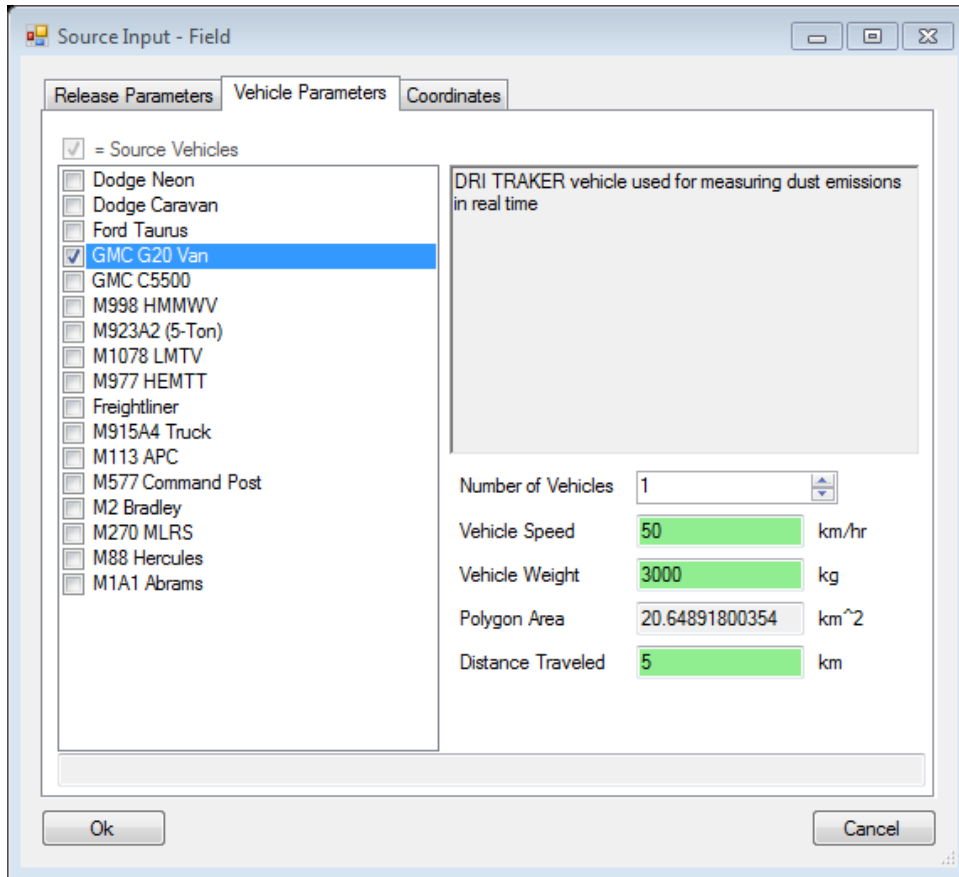 Source Input - Field
Release Parameters Vehicle Parameters Coordinates
= Source Vehicles
Dodge Neon
Dodge Caravan
Ford Taurus
GMC G20 Van
GMC C5500
M998 HMMWV
M923A2 (5-Ton)
M1078 LMTV
M977 HEMTT
Freightliner
M915A4 Truck
M113 APC
M577 Command Post
M2 Bradley
M270 MLRS
M88 Hercules
M1A1 Abrams
DRI TRAKER vehicle used for measuring dust emissions
in real time
Number of Vehicles 1
Vehicle Speed 50 km/hr
Vehicle Weight 3000 kg
Polygon Area 20.64891800354 km^2
Distance Traveled 5 km
Ok Cancel